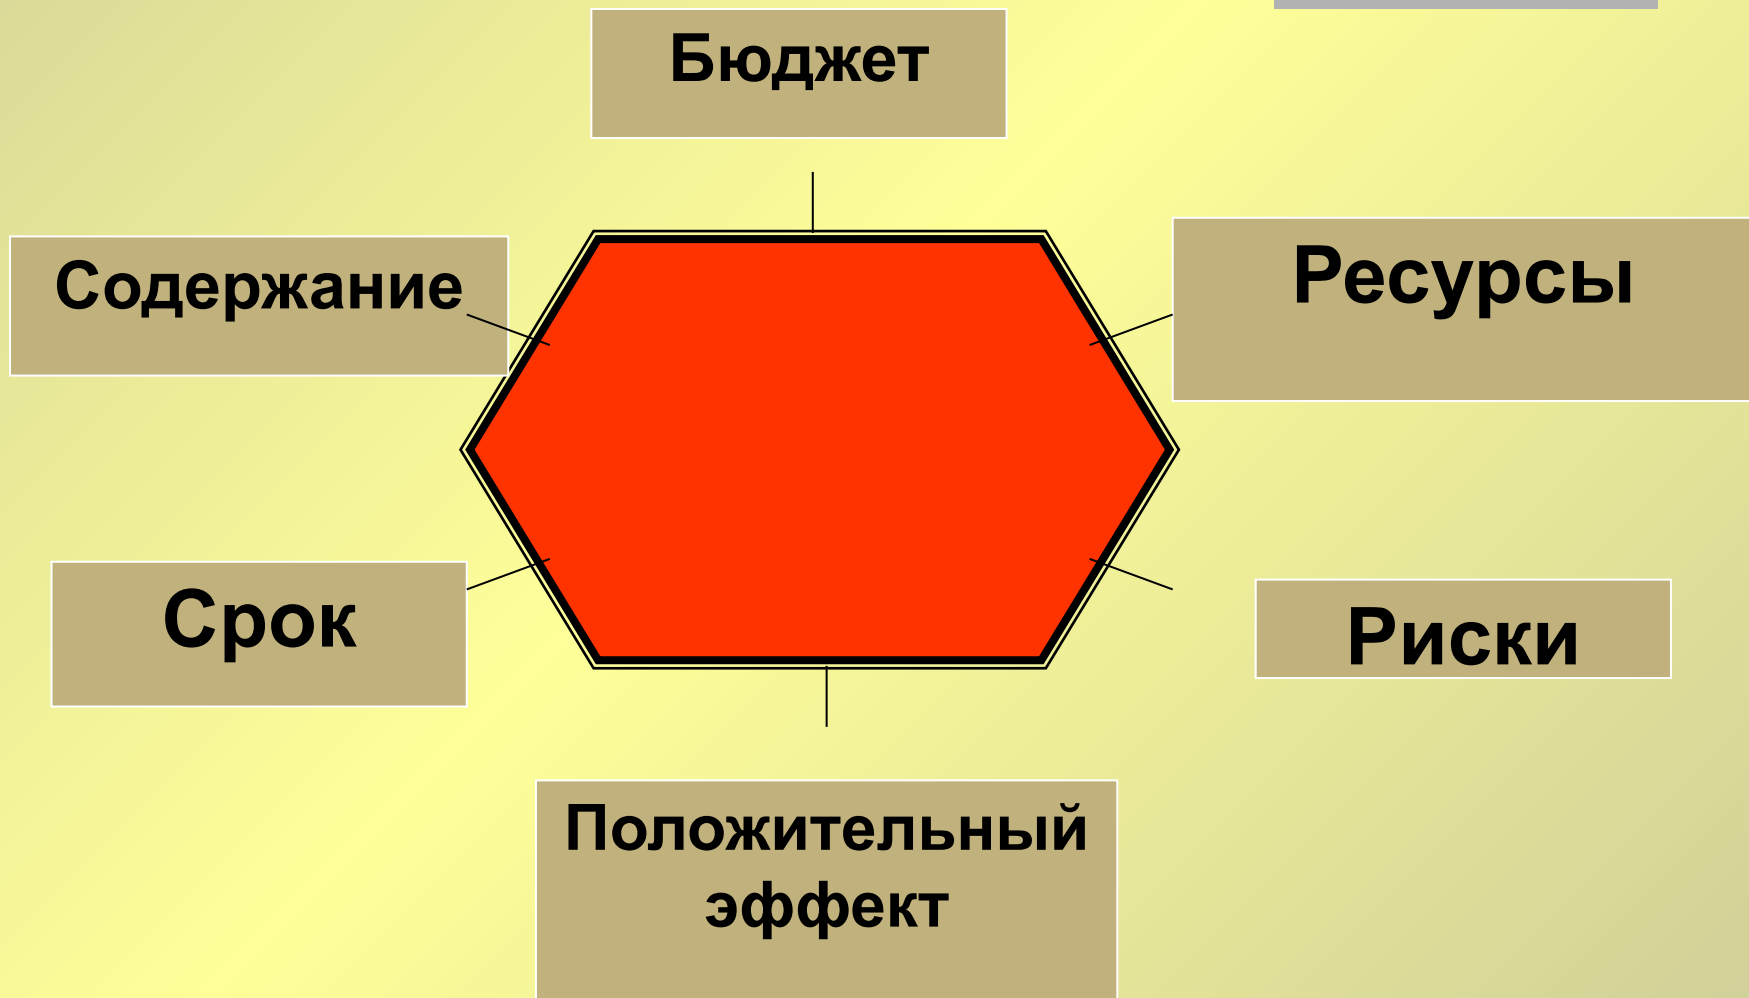 Бюджет
Содержание
Ресурсы
Срок
Риски
Положительный
эффект